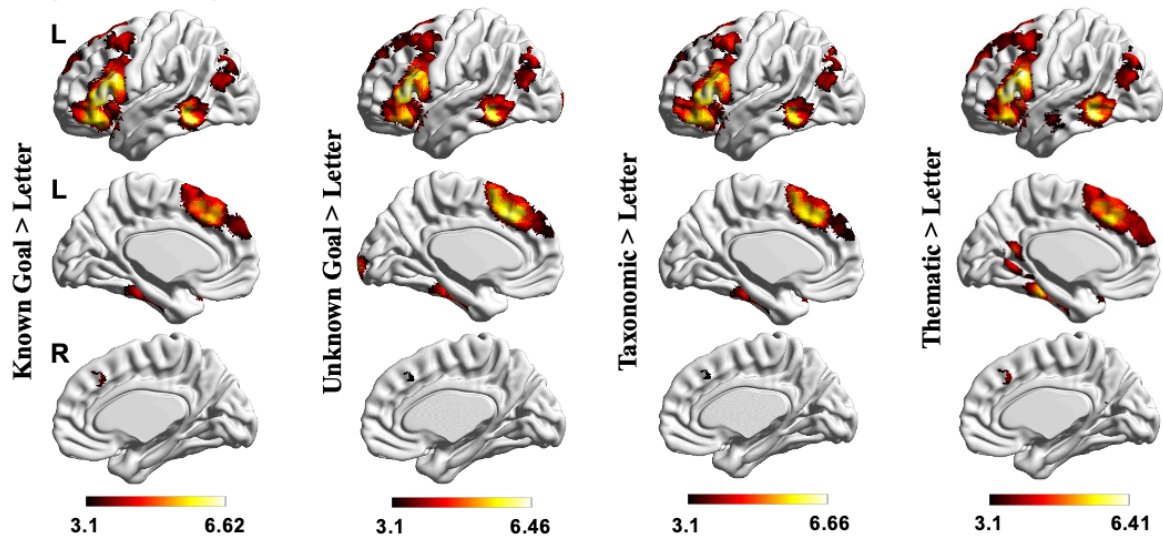 L
L
R
Known Goal > Letter
Unknown Goal > Letter
Taxonomic > Letter
Thematic > Letter
3.1 6.62
3.1 6.46
3.1 6.66
3.1 6.41